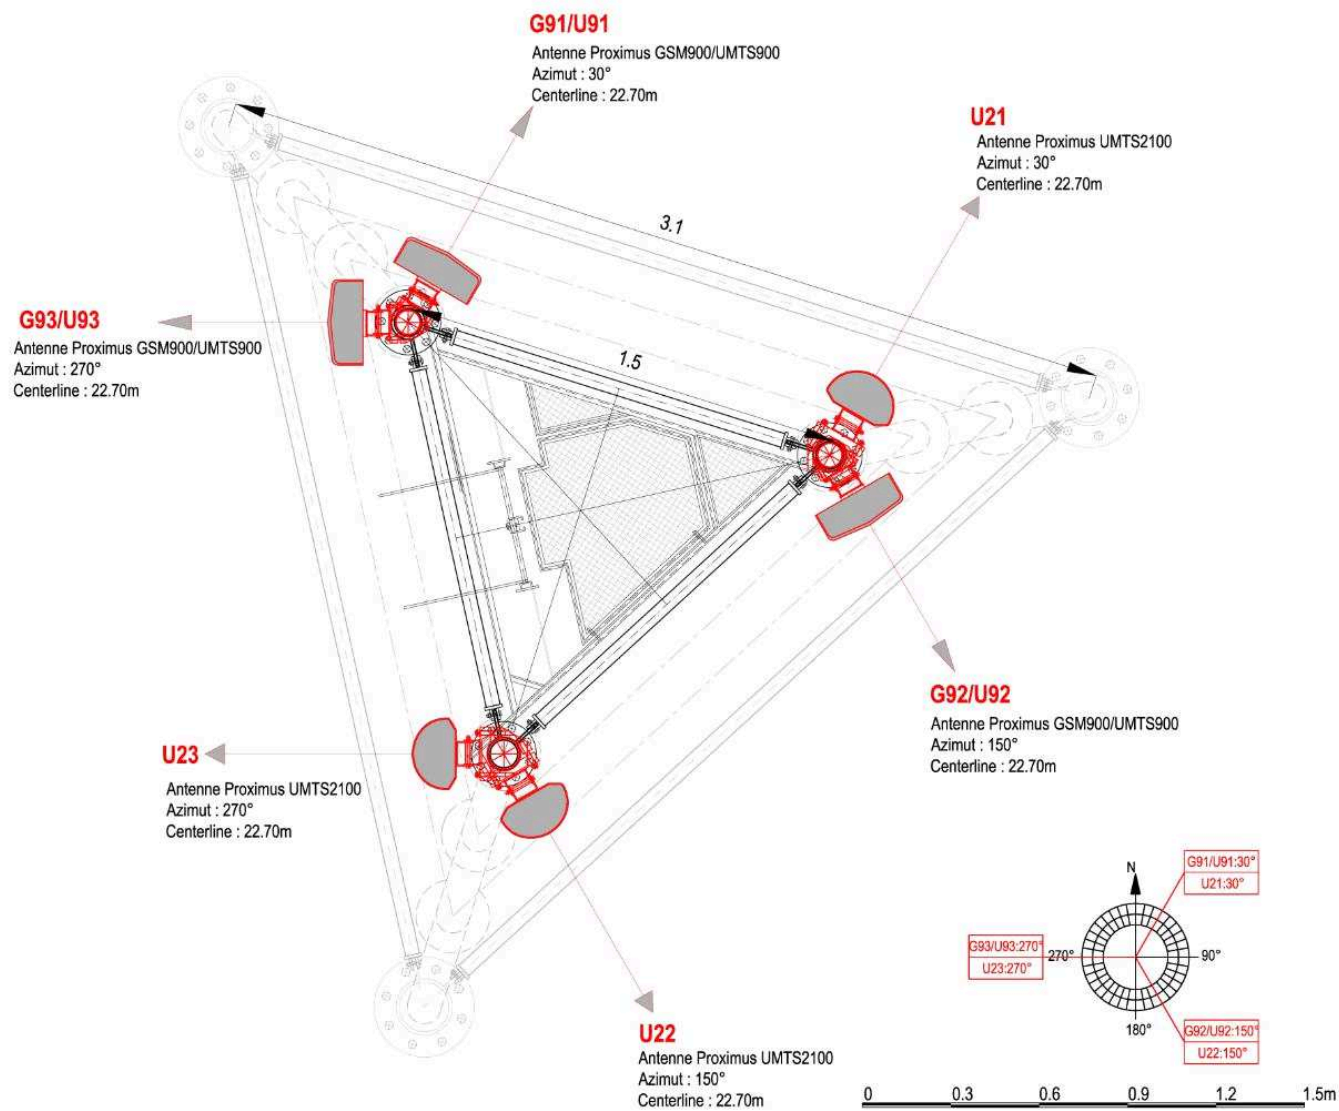 G91/U91
Antenne Proximus GSM900/UMTS900
Azimut : 30°
Centerline : 22.70m
U21
Antenne Proximus UMTS2100
Azimut : 30°
Centerline : 22.70m
3.1
G93/U93
Antenne Proximus GSM900/UMTS900
Azimut : 270°
Centerline : 22.70m
1.5
G92/U92
Antenne Proximus GSM900/UMTS900
Azimut : 150°
Centerline : 22.70m
U23
Antenne Proximus UMTS2100
Azimut : 270°
Centerline : 22.70m
U22
Antenne Proximus UMTS2100
Azimut : 150°
Centerline : 22.70m
N
G91/U91:30°
U21:30°
G93/U93:270°
U23:270°
270°
90°
180°
G92/U92:150°
U22:150°
0 0.3 0.6 0.9 1.2 1.5m